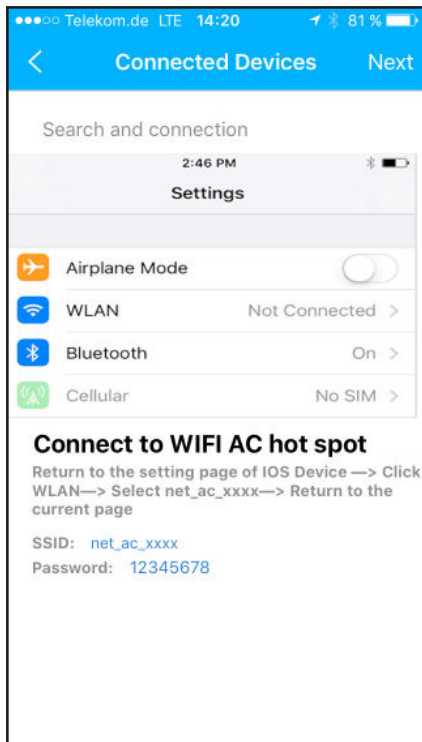 Telekom.de LTE 14:20 81 %
Connected Devices Next
Search and connection
2:46 PM
Settings
Airplane Mode
WLAN Not Connected
Bluetooth On
Cellular No SIM
Connect to WIFI AC hot spot
Return to the setting page of IOS Device —> Click
WLAN—> Select net_ac_xxxx—> Return to the
current page
SSID: net_ac_xxxx
Password: 12345678